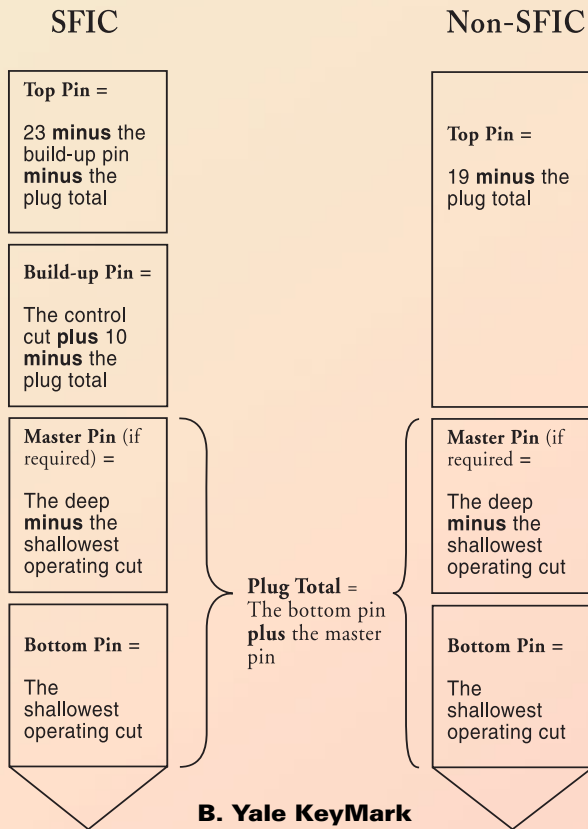 SFIC
Top Pin =
23 minus the
build-up pin
minus the
plug total
Build-up Pin =
The control
cut plus 10
minus the
plug total
Master Pin (if
required) =
The deep
minus the
shallowest
operating cut
Bottom Pin =
The
shallowest
operating cut
Plug Total =
The bottom pin
plus the master
pin
Non-SFIC
Top Pin =
19 minus the
plug total
Master Pin (if
required =
The deep
minus the
shallowest
operating cut
Bottom Pin =
The
shallowest
operating cut
B. Yale KeyMark